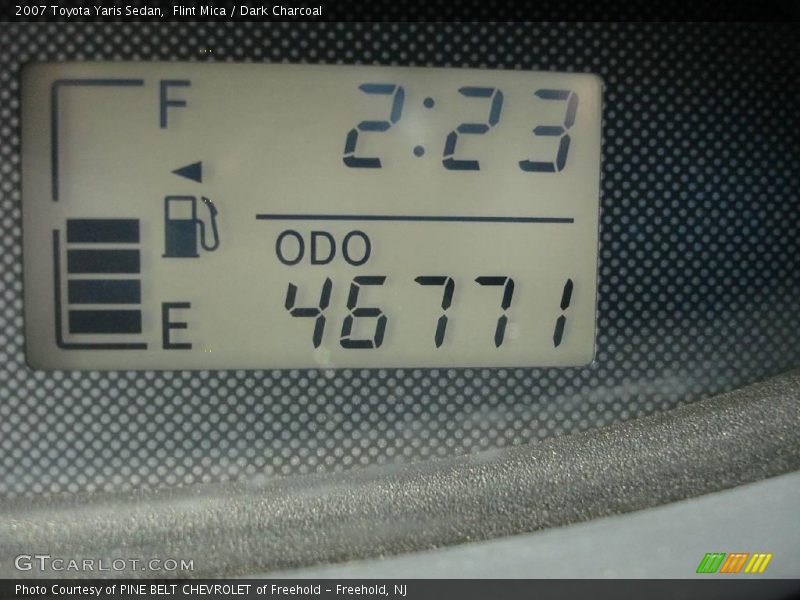 2007 Toyota Yaris Sedan,  Flint Mica / Dark Charcoal
F
2:23
ODO
E
46771
GTCARLOT.COM
Photo Courtesy of PINE BELT CHEVROLET of Freehold - Freehold, NJ